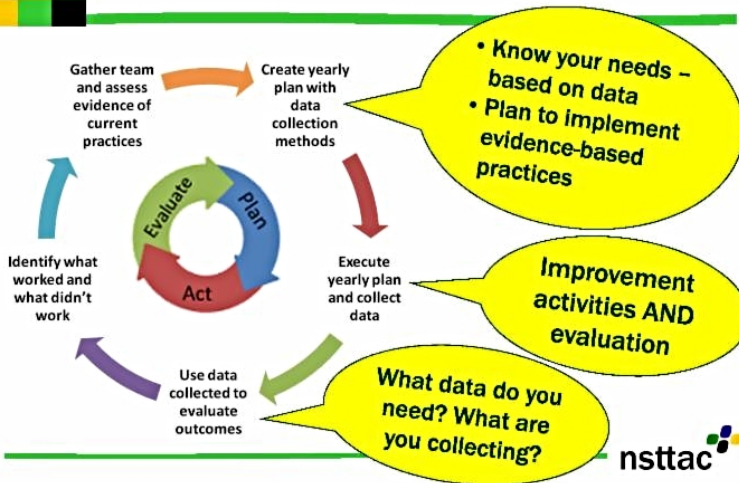 Gather team
and assess
evidence of
current
practices
Create yearly
plan with
data
collection
methods
• Know your needs –
based on data
• Plan to implement
evidence-based
practices
Evaluate
Plan
Act
Identify what
worked and
what didn't
work
Execute
yearly plan
and collect
data
Improvement
activities AND
evaluation
Use data
collected to
evaluate
outcomes
What data do you
need? What are
you collecting?
nsttac